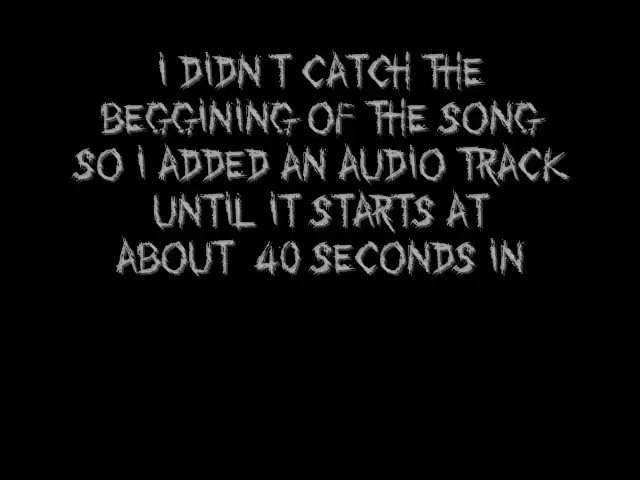 I DIDN T CATCH THE
BEGGINING OF THE SONG
SO I ADDED AN AUDIO TRACK
UNTIL IT STARTS AT
ABOUT 40 SECONDS IN